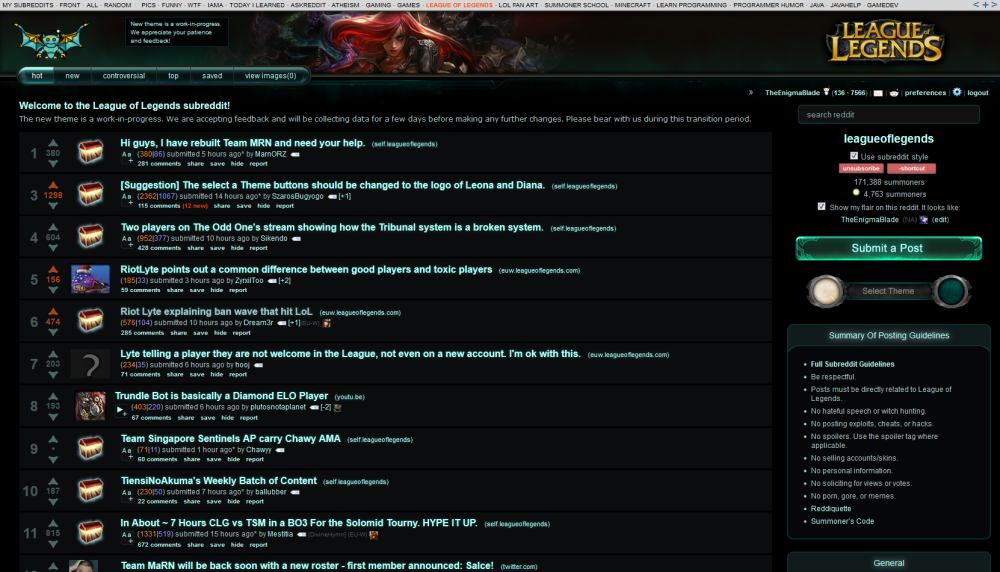 MY SUBREDDITS · FRONT · ALL · RANDOM · PICS · FUNNY · WTF · IAMA · TODAY I LEARNED · ASKREDDIT · ATHEISM · GAMING · GAMES · LEAGUE OF LEGENDS · LOL FAN ART · SUMMONER SCHOOL · MINECRAFT · LEARN PROGRAMMING · PROGRAMMER HUMOR · JAVA · JAVAHELP · GAMEDEV < + >
New theme is a work-in-progress.
We appreciate your patience
and feedback!
LEAGUE OF
LEGENDS
hot new controversial top saved view images(0)
» TheEnigmaBlade (136 · 7566) | | | preferences | | logout
Welcome to the League of Legends subreddit!
The new theme is a work-in-progress. We are accepting feedback and will be collecting data for a few days before making any further changes. Please bear with us during this transition period.
1 380 Hi guys, I have rebuilt Team MRN and need your help. (self.leagueoflegends)
Aa+ (380|86) submitted 5 hours ago* by MarnORZ
281 comments share save hide report
3 1298 [Suggestion] The select a Theme buttons should be changed to the logo of Leona and Diana. (self.leagueoflegends)
Aa+ (2362|1067) submitted 14 hours ago* by SzarosBugyogo [+1]
115 comments (12 new) share save hide report
4 604 Two players on The Odd One's stream showing how the Tribunal system is a broken system. (self.leagueoflegends)
Aa+ (952|377) submitted 10 hours ago by Sikendo
428 comments share save hide report
5 156 RiotLyte points out a common difference between good players and toxic players (euw.leagueoflegends.com)
(185|33) submitted 3 hours ago by ZynxilToo [+2]
59 comments share save hide report
6 474 Riot Lyte explaining ban wave that hit LoL (euw.leagueoflegends.com)
(576|104) submitted 10 hours ago by Dream3r [+1] (EU-W)
285 comments share save hide report
7 203 ? Lyte telling a player they are not welcome in the League, not even on a new account. I'm ok with this. (euw.leagueoflegends.com)
(234|35) submitted 6 hours ago by hooj
71 comments share save hide report
8 193 Trundle Bot is basically a Diamond ELO Player (youtu.be)
(403|220) submitted 6 hours ago by plutosnotaplanet [-2]
67 comments share save hide report
9 • Team Singapore Sentinels AP carry Chawy AMA (self.leagueoflegends)
Aa+ (71|11) submitted 1 hour ago* by Chawyy
60 comments share save hide report
10 187 TiensiNoAkuma's Weekly Batch of Content (self.leagueoflegends)
Aa+ (230|50) submitted 7 hours ago* by ballubber
22 comments share save hide report
11 815 In About ~ 7 Hours CLG vs TSM in a BO3 For the Solomid Tourny. HYPE IT UP. (self.leagueoflegends)
Aa+ (1331|519) submitted 15 hours ago* by Mestitia [DivineHymn] (EU-W)
672 comments share save hide report
Team MaRN will be back soon with a new roster - first member announced: Salce! (twitter.com)
search reddit
leagueoflegends
Use subreddit style
unsubscribe -shortcut
171,388 summoners
4,763 summoners
Show my flair on this reddit. It looks like:
TheEnigmaBlade (NA) (edit)
Submit a Post
Select Theme
Summary Of Posting Guidelines
• Full Subreddit Guidelines
• Be respectful.
• Posts must be directly related to League of
Legends.
• No hateful speech or witch hunting.
• No posting exploits, cheats, or hacks.
• No spoilers. Use the spoiler tag where
applicable.
• No selling accounts/skins.
• No personal information.
• No soliciting for views or votes.
• No porn, gore, or memes.
• Reddiquette
• Summoner's Code
General